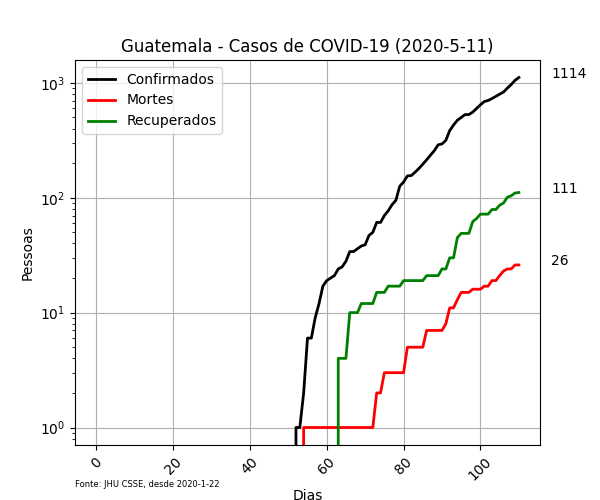 Guatemala - Casos de COVID-19 (2020-5-11)
Confirmados
Mortes
Recuperados
1114
111
26
10³
10²
10¹
10⁰
Pessoas
0
20
40
60
80
100
Fonte: JHU CSSE, desde 2020-1-22
Dias